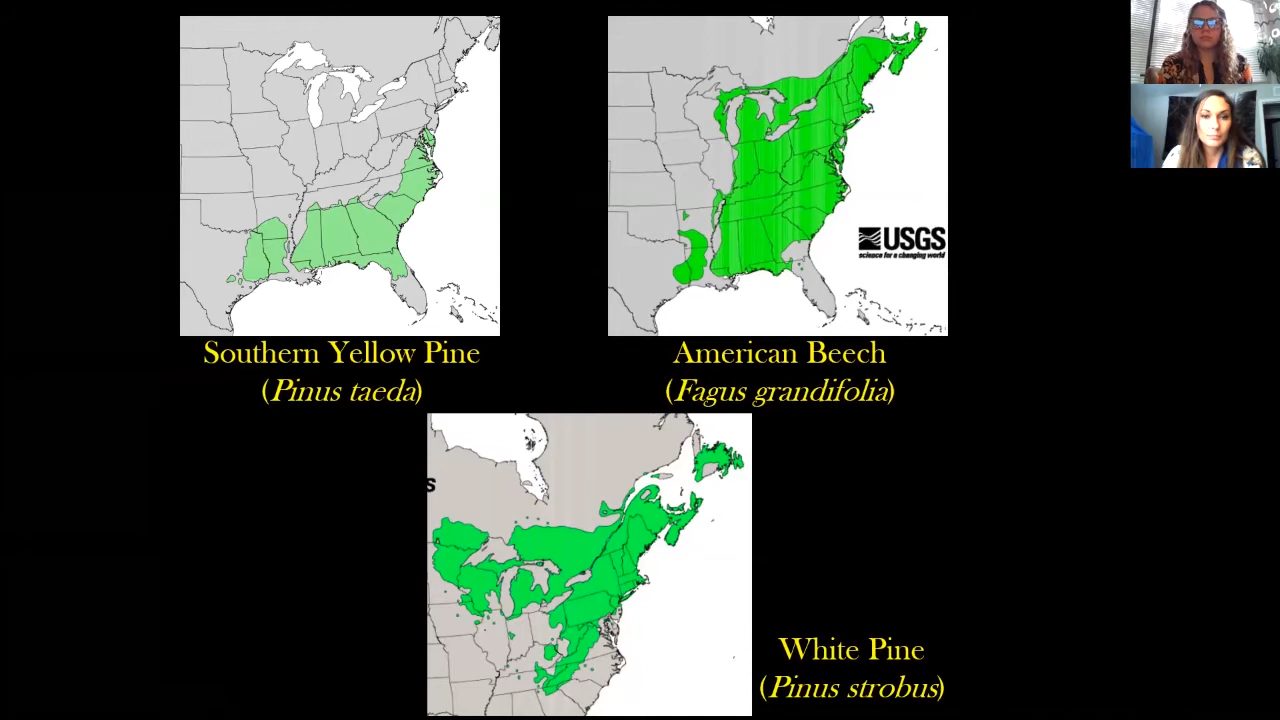 USGS
science for a changing world
Southern Yellow Pine
(Pinus taeda)
American Beech
(Fagus grandifolia)
S
White Pine
(Pinus strobus)